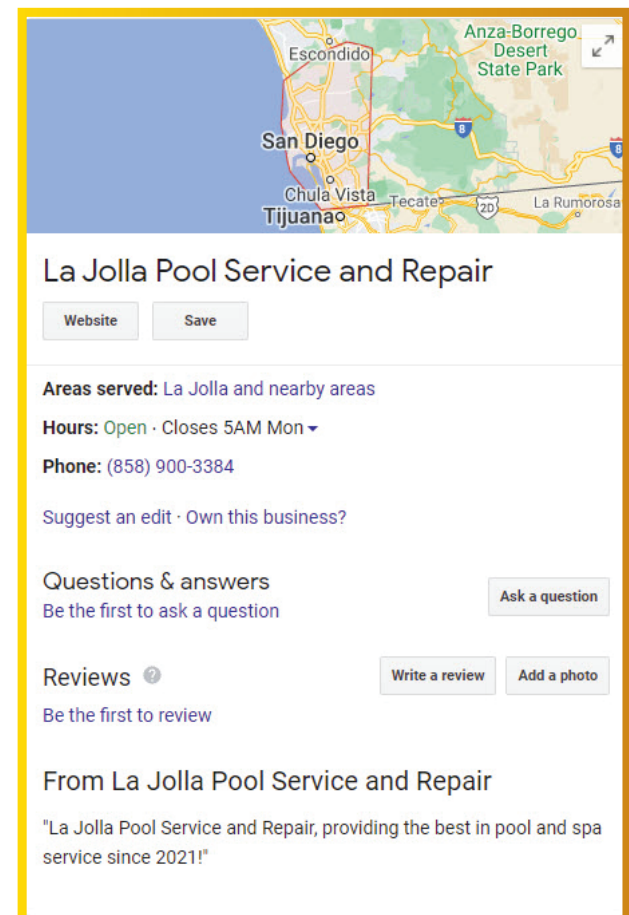 Anza-Borrego
Desert
State Park
Escondido
8
San Diego
8
Chula Vista
Tecate
2D
La Rumorosa
Tijuana
La Jolla Pool Service and Repair
Website Save
Areas served: La Jolla and nearby areas
Hours: Open · Closes 5AM Mon
Phone: (858) 900-3384
Suggest an edit · Own this business?
Questions & answers
Ask a question
Be the first to ask a question
Reviews ? Write a review Add a photo
Be the first to review
From La Jolla Pool Service and Repair
"La Jolla Pool Service and Repair, providing the best in pool and spa
service since 2021!"